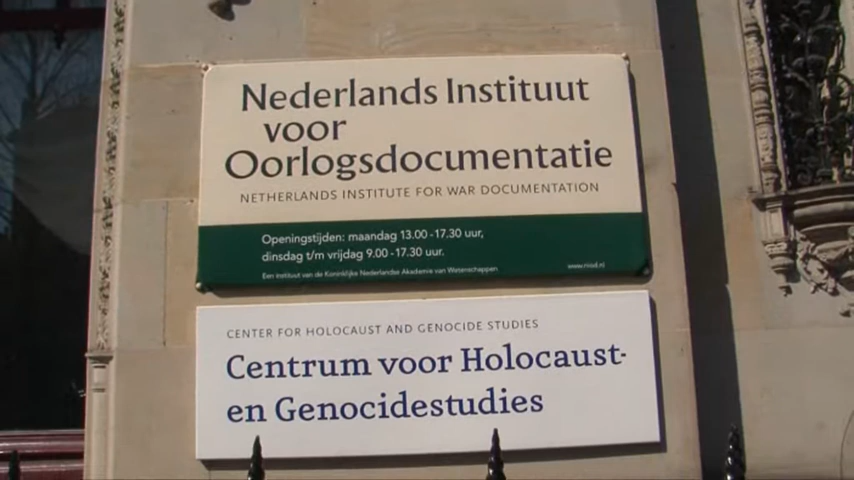 Nederlands Instituut
voor
Oorlogsdocumentatie
NETHERLANDS INSTITUTE FOR WAR DOCUMENTATION
Openingstijden: maandag 13.00 - 17.30 uur,
dinsdag t/m vrijdag 9.00 - 17.30 uur.
Een instituut van de Koninklijke Nederlandse Akademie van Wetenschappen
www.niod.nl
CENTER FOR HOLOCAUST AND GENOCIDE STUDIES
Centrum voor Holocaust-
en Genocidestudies